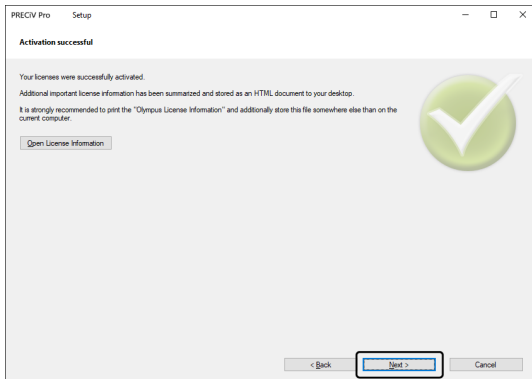 PRECiV Pro Setup
Activation successful
Your licenses were successfully activated.
Additional important license information has been summarized and stored as an HTML document to your desktop.
It is strongly recommended to print the "Olympus License Information" and additionally store this file somewhere else than on the
current computer.
Open License Information
< Back Next > Cancel